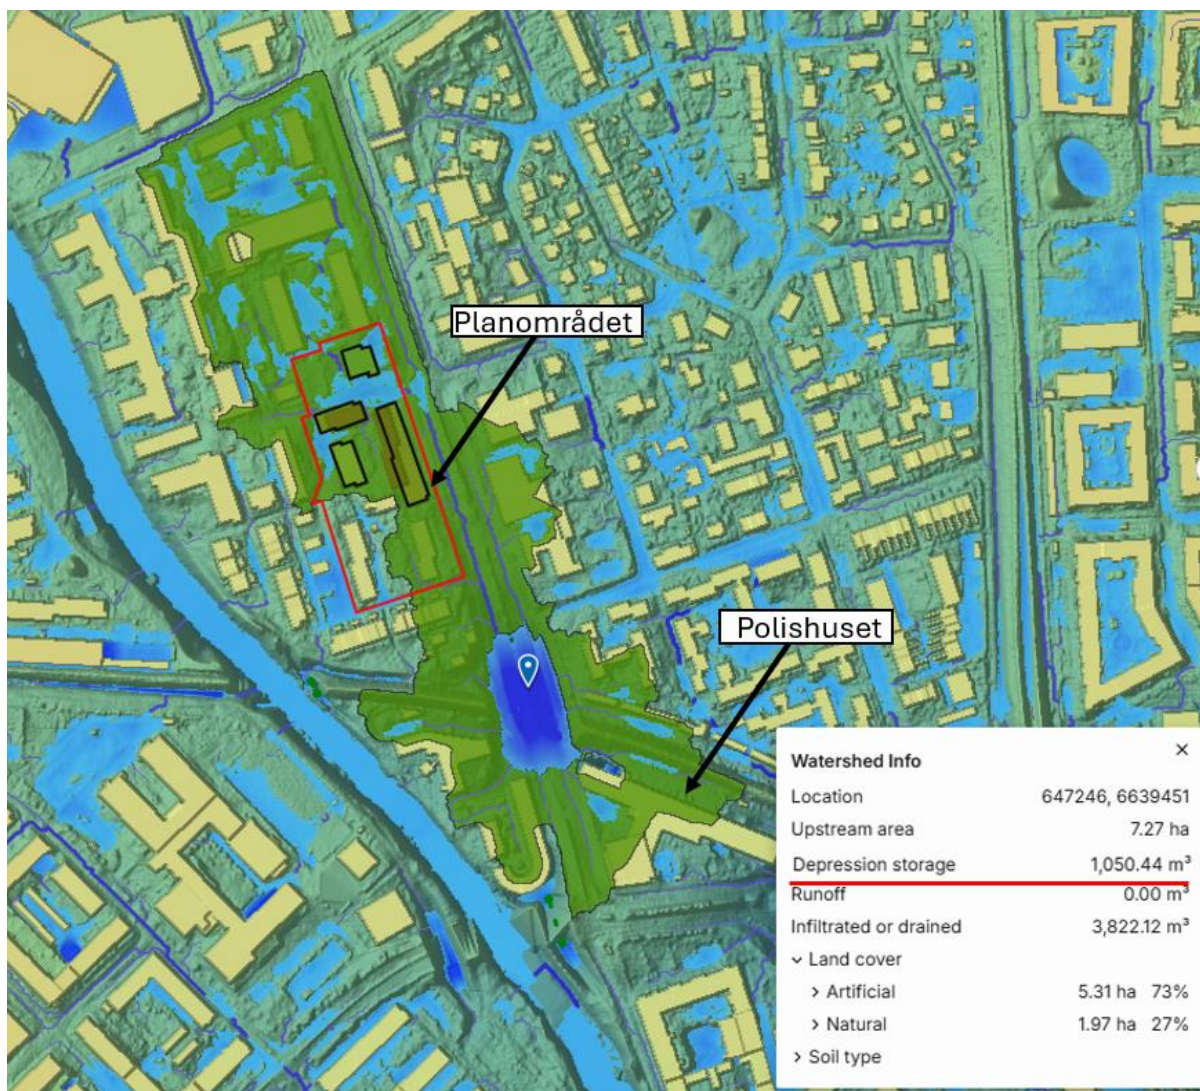 Planområdet
Polishuset
Watershed Info ×
Location 647246, 6639451
Upstream area 7.27 ha
Depression storage 1,050.44 m³
Runoff 0.00 m³
Infiltrated or drained 3,822.12 m³
Land cover
Artificial 5.31 ha 73%
Natural 1.97 ha 27%
Soil type